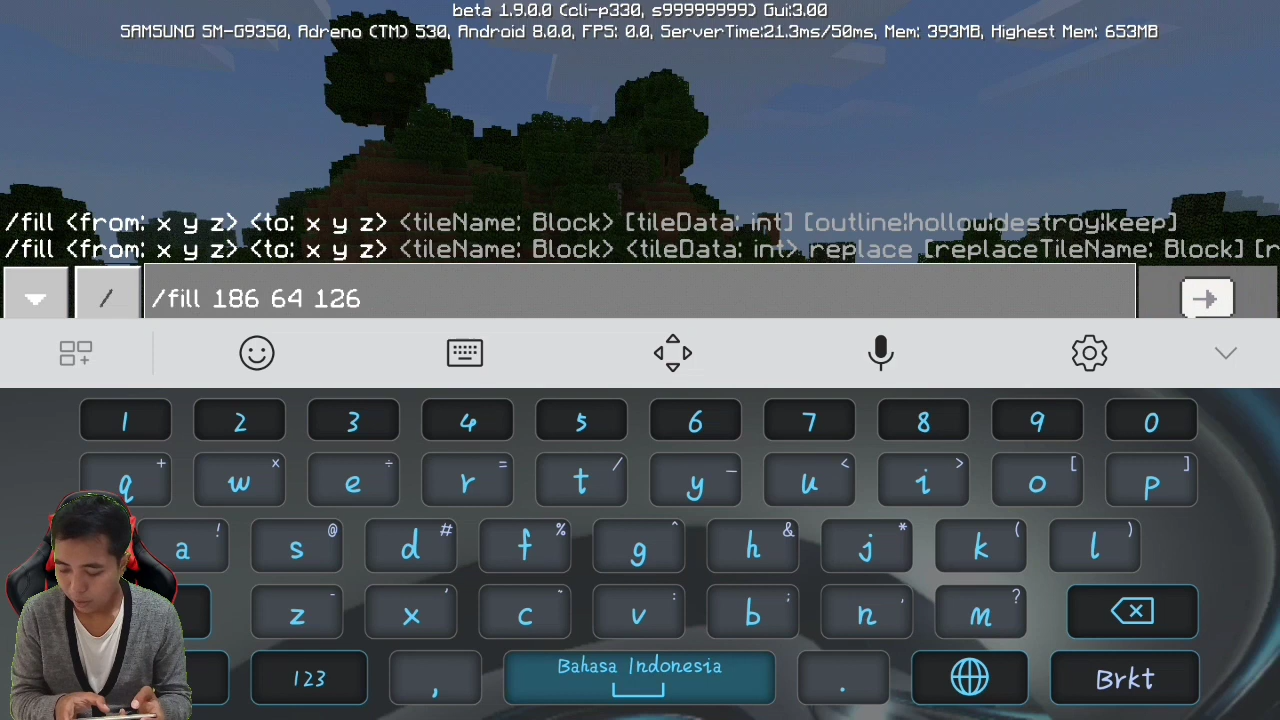 beta 1.9.0.0 (cli-p330, s99999999) Gui:3.00
SAMSUNG SM-G9350, Adreno (TM) 530, Android 8.0.0, FPS: 0.0, ServerTime:21.3ms/50ms, Mem: 393MB, Highest Mem: 653MB
/fill <from: x y z> <to: x y z> <tileName: Block> [tileData: int] [outline¦hollow¦destroy¦keep]
/fill <from: x y z> <to: x y z> <tileName: Block> <tileData: int> replace [replaceTileName: Block] [r
/ /fill 186 64 126
1 2 3 4 5 6 7 8 9 0
+ x ÷ = / _ < > [ ]
q w e r t y u i o p
! @ # % ^ & * ( )
a s d f g h j k l
- ' " : ; , ?
z x c v b n m
123 , Bahasa Indonesia . Brkt